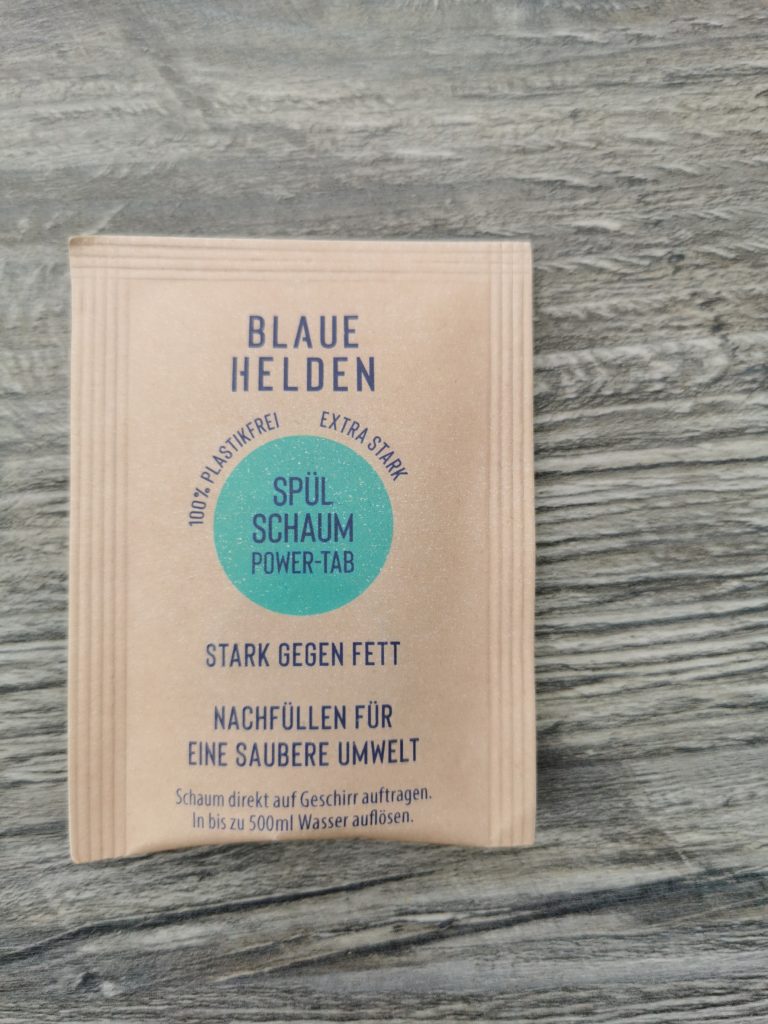 BLAUE
HELDEN
100% PLASTIKFREI EXTRA STARK
SPÜL
SCHAUM
POWER-TAB
STARK GEGEN FETT
NACHFÜLLEN FÜR
EINE SAUBERE UMWELT
Schaum direkt auf Geschirr auftragen.
In bis zu 500ml Wasser auflösen.